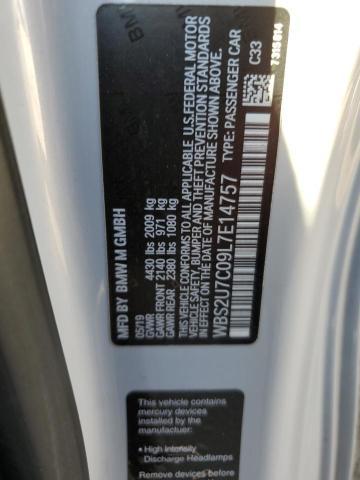 MFD BY BMW M GMBH
05/19
GVWR 4430 lbs 2009 kg
GAWR FRONT 2140 lbs 971 kg
GAWR REAR 2380 lbs 1080 kg
THIS VEHICLE CONFORMS TO ALL APPLICABLE U.S. FEDERAL MOTOR
VEHICLE SAFETY, BUMPER AND THEFT PREVENTION STANDARDS
IN EFFECT ON THE DATE OF MANUFACTURE SHOWN ABOVE.
WBS2U7C09L7E14757 TYPE: PASSENGER CAR
C33
7315614
This vehicle contains
mercury devices
installed by the
manufacturer:
• High Intensity
Discharge Headlamps
Remove devices before